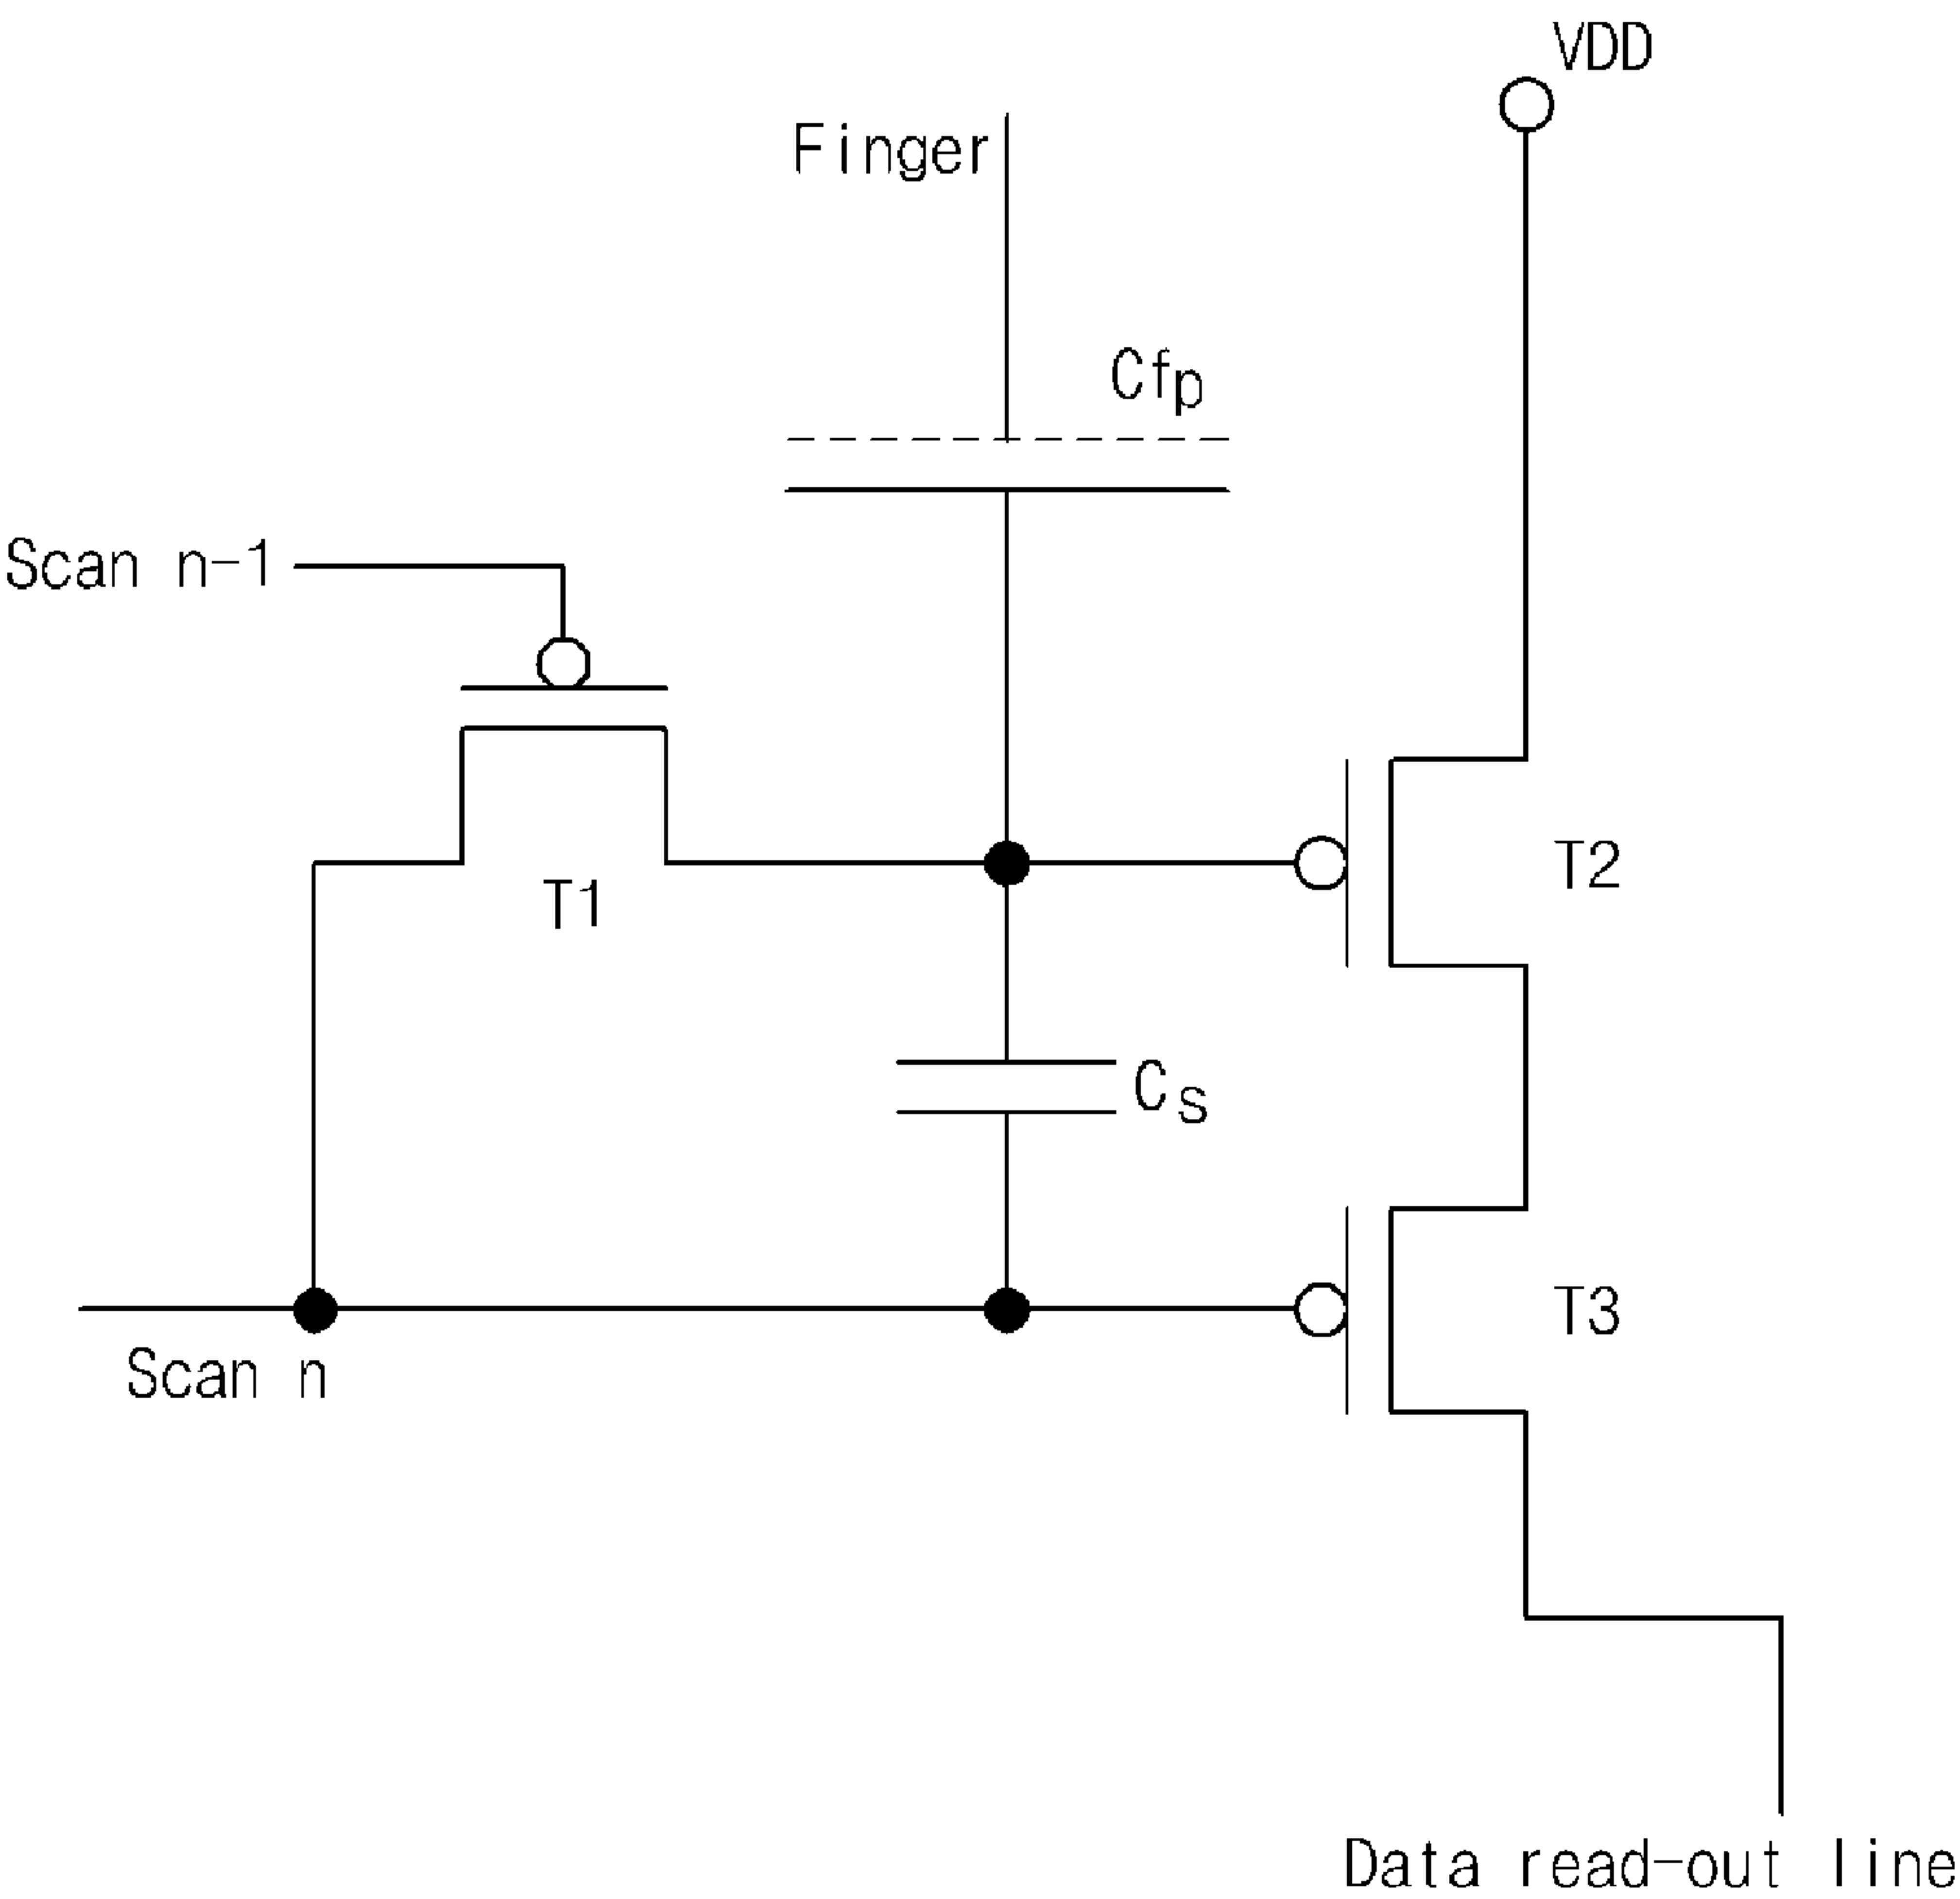 VDD
Finger
Cfp
Scan n-1
T1
T2
Cs
T3
Scan n
Data read-out line